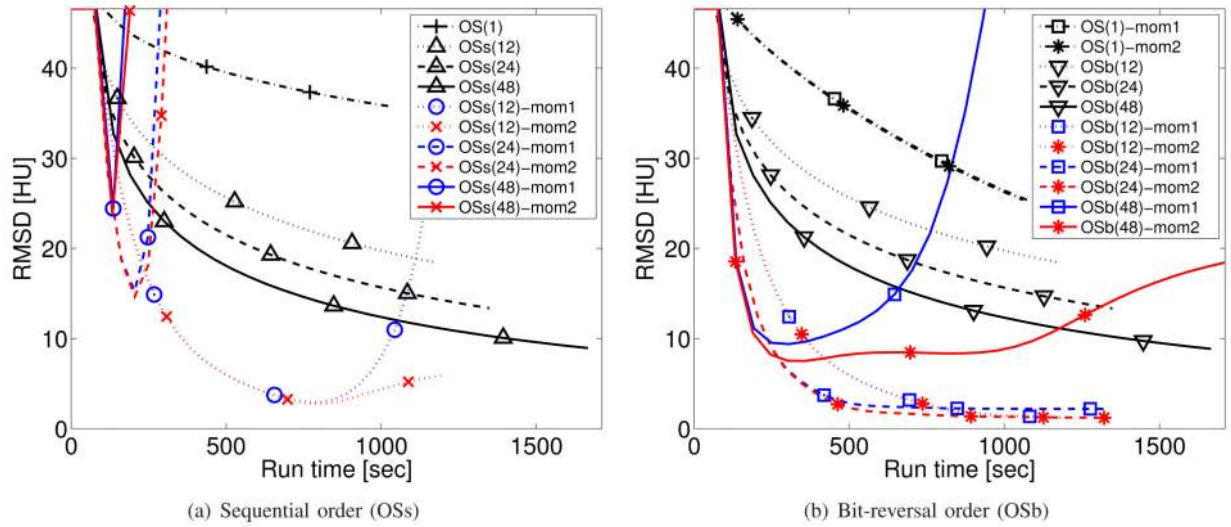 40
30
20
10
0
RMSD [HU]
0
500
1000
1500
Run time [sec]
OS(1)
OSs(12)
OSs(24)
OSs(48)
OSs(12)−mom1
OSs(12)−mom2
OSs(24)−mom1
OSs(24)−mom2
OSs(48)−mom1
OSs(48)−mom2
(a) Sequential order (OSs)
40
30
20
10
0
RMSD [HU]
0
500
1000
1500
Run time [sec]
OS(1)−mom1
OS(1)−mom2
OSb(12)
OSb(24)
OSb(48)
OSb(12)−mom1
OSb(12)−mom2
OSb(24)−mom1
OSb(24)−mom2
OSb(48)−mom1
OSb(48)−mom2
(b) Bit-reversal order (OSb)